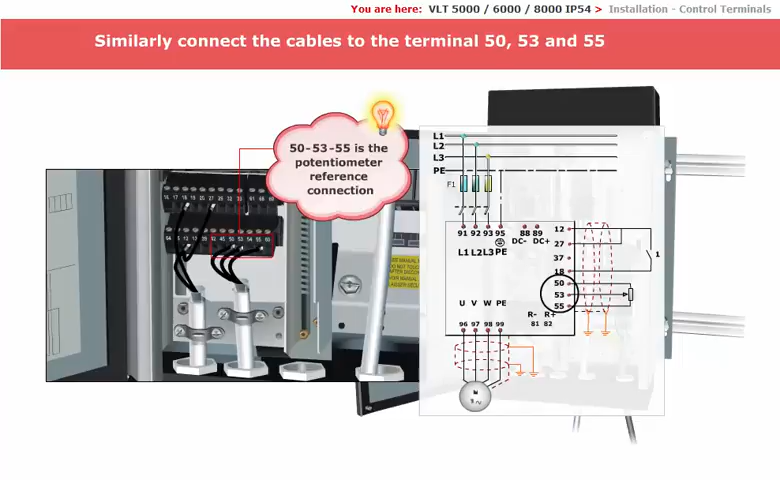 You are here: VLT 5000 / 6000 / 8000 IP54 > Installation - Control Terminals
Similarly connect the cables to the terminal 50, 53 and 55
50-53-55 is the
potentiometer
reference
connection
L1
L2
L3
PE
F1
91 92 93 95 88 89
DC- DC+
L1 L2 L3 PE
12
27
37
18
50
53
55
1
U V W PE
R- R+
81 82
96 97 98 99
M
3 ~